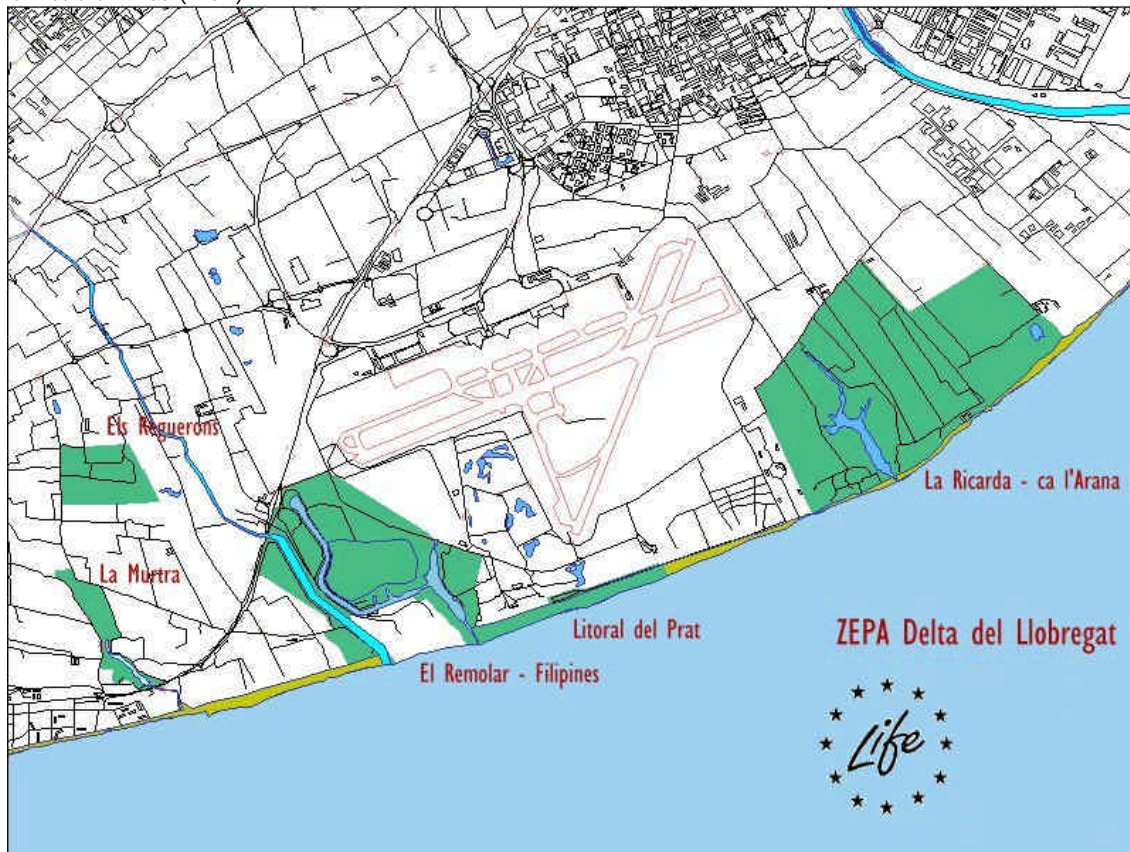 Els Reguerons
La Ricarda - ca l'Arana
La Murtra
Litoral del Prat
ZEPA Delta del Llobregat
El Remolar - Filipines
Life